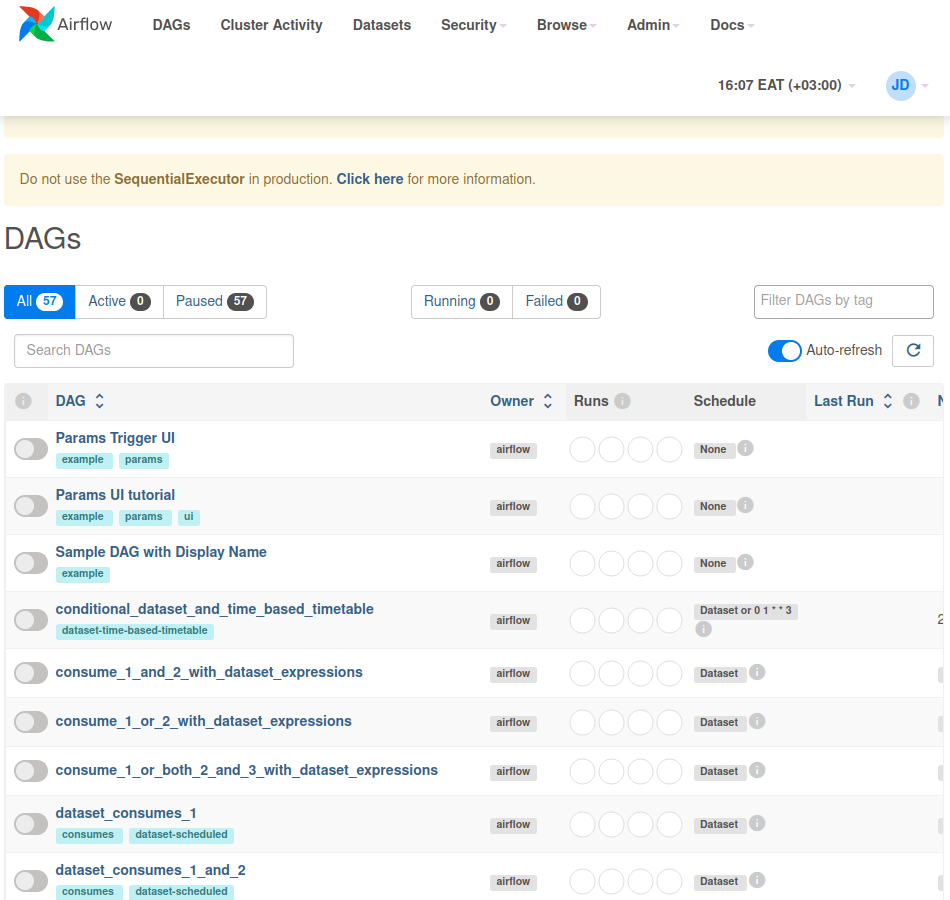 Airflow DAGs Cluster Activity Datasets Security Browse Admin Docs
16:07 EAT (+03:00) JD
Do not use the SequentialExecutor in production. Click here for more information.
DAGs
All 57 Active 0 Paused 57 Running 0 Failed 0 Filter DAGs by tag
Search DAGs Auto-refresh
i DAG Owner Runs i Schedule Last Run i
Params Trigger UI airflow None i
example params
Params UI tutorial airflow None i
example params ui
Sample DAG with Display Name airflow None i
example
conditional_dataset_and_time_based_timetable airflow Dataset or 0 1 * * 3 i
dataset-time-based-timetable
consume_1_and_2_with_dataset_expressions airflow Dataset i
consume_1_or_2_with_dataset_expressions airflow Dataset i
consume_1_or_both_2_and_3_with_dataset_expressions airflow Dataset i
dataset_consumes_1 airflow Dataset i
consumes dataset-scheduled
dataset_consumes_1_and_2 airflow Dataset i
consumes dataset-scheduled